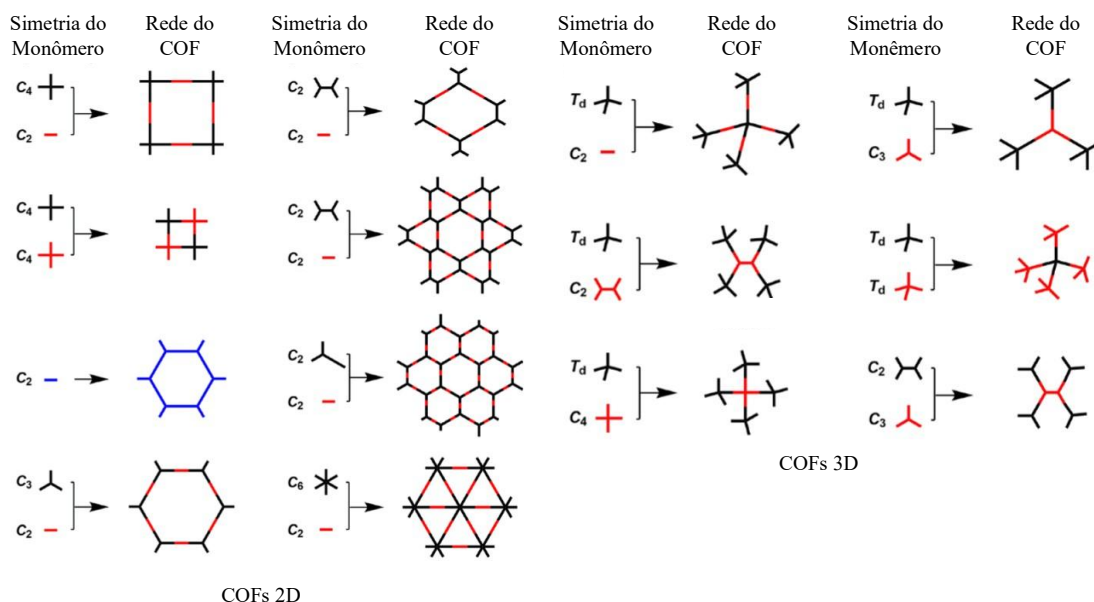 Simetria do
Monômero
Rede do
COF
Simetria do
Monômero
Rede do
COF
Simetria do
Monômero
Rede do
COF
Simetria do
Monêmero
Rede do
COF
C4
C2
C2
C2
Td
C2
Td
C3
C4
C4
C2
C2
Td
C2
Td
Td
C2
C2
C2
Td
C4
C2
C3
COFs 3D
C3
C2
C6
C2
COFs 2D